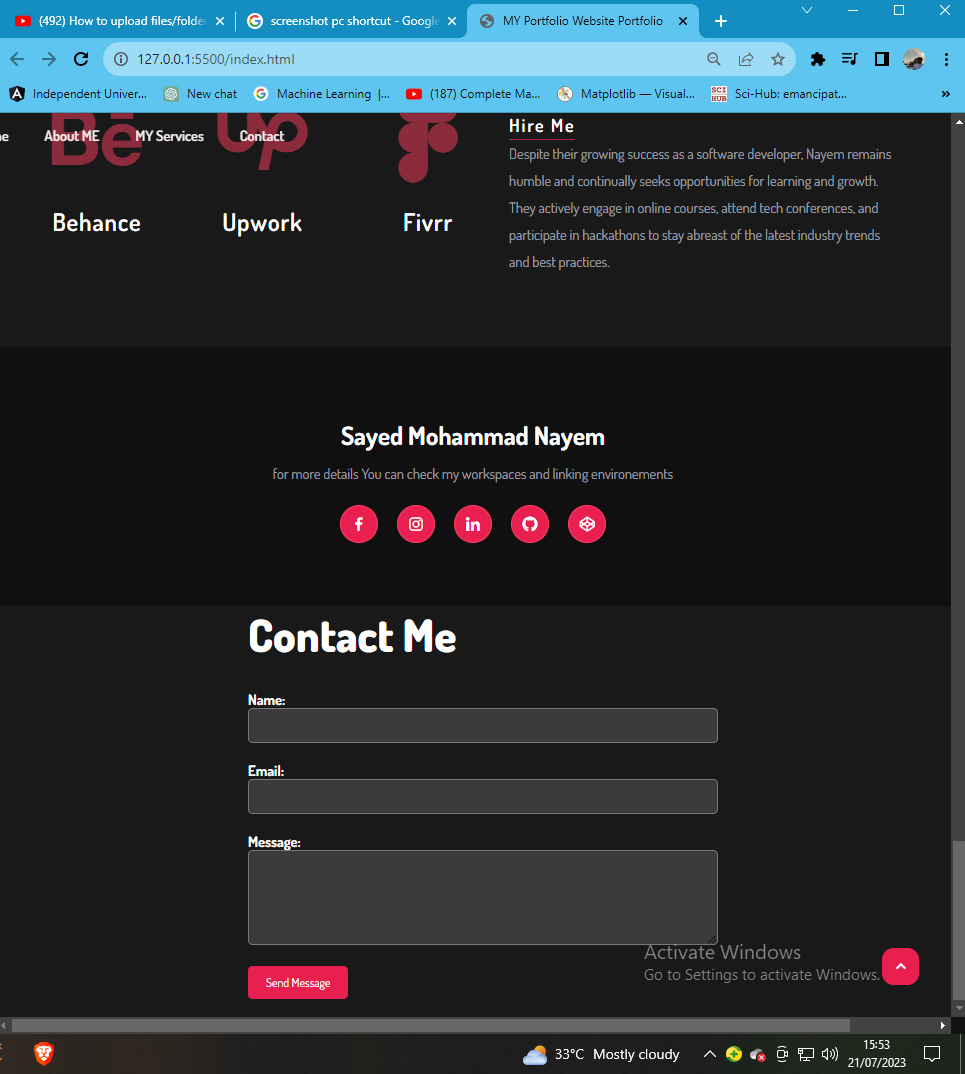 (492) How to upload files/folde
screenshot pc shortcut - Googl
MY Portfolio Website Portfolio
127.0.0.1:5500/index.html
Independent Univer...
New chat
Machine Learning |...
(187) Complete Ma...
Matplotlib — Visual...
SCI HUB
Sci-Hub: emancipat...
»
ne
About ME
MY Services
Contact
Bē
Up
Behance
Upwork
Fivrr
Hire Me
Despite their growing success as a software developer, Nayem remains
humble and continually seeks opportunities for learning and growth.
They actively engage in online courses, attend tech conferences, and
participate in hackathons to stay abreast of the latest industry trends
and best practices.
Sayed Mohammad Nayem
for more details You can check my workspaces and linking environements
Contact Me
Name:
Email:
Message:
Send Message
Activate Windows
Go to Settings to activate Windows.
33°C Mostly cloudy
15:53
21/07/2023